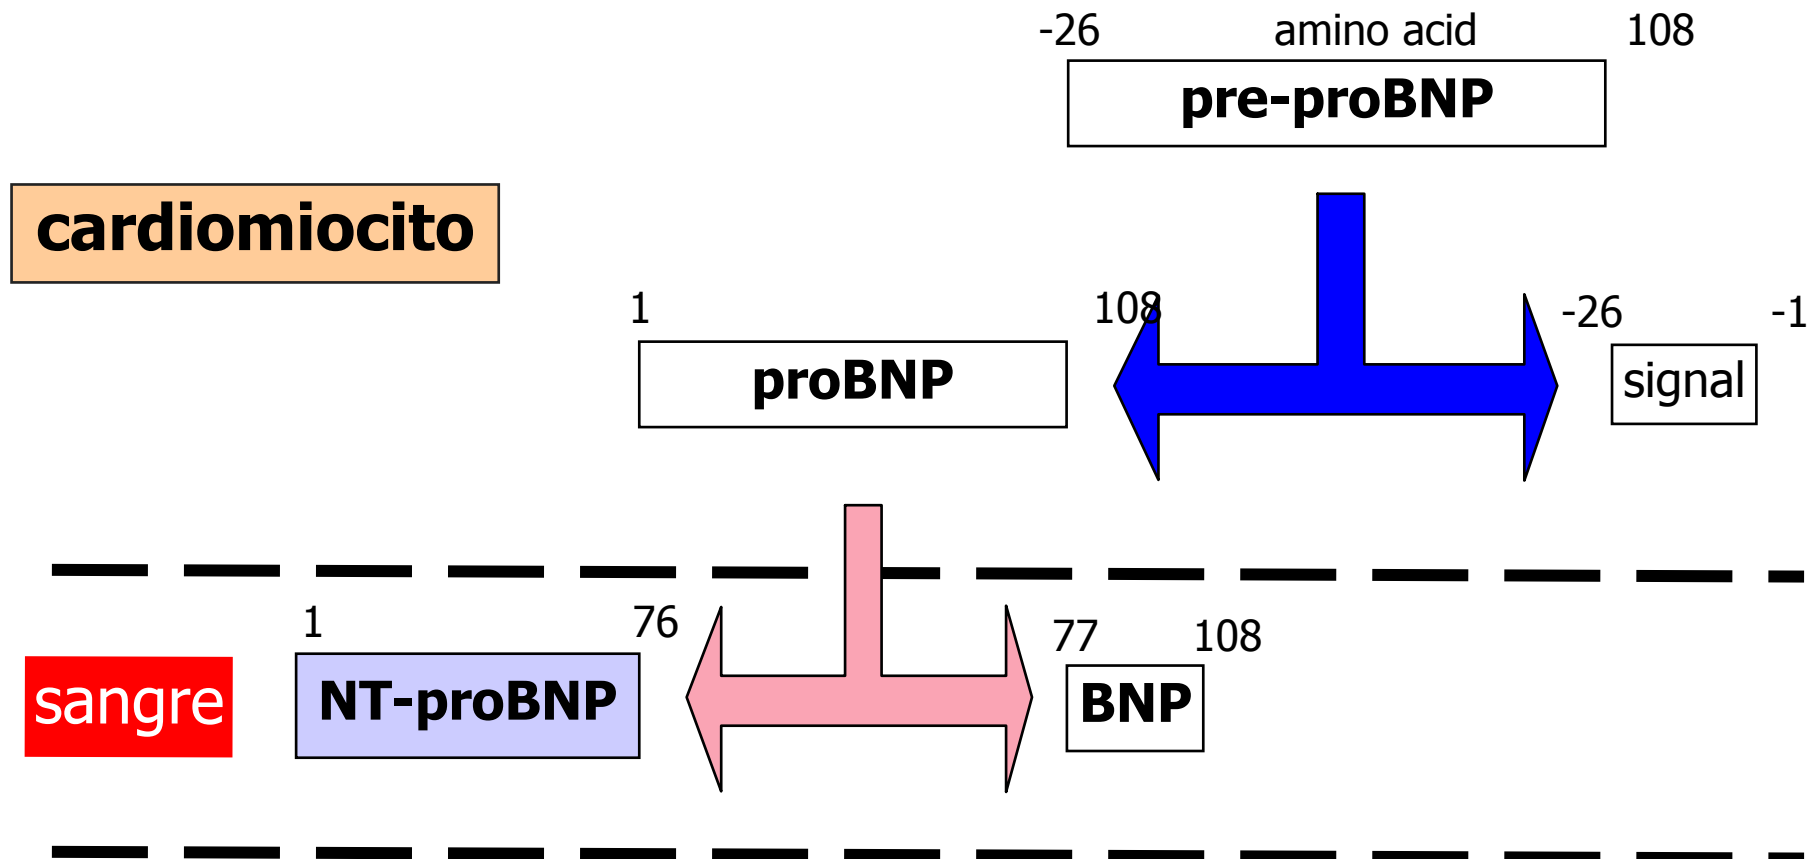 -26 amino acid 108
pre-proBNP
cardiomiocito
1 108 -26 -1
proBNP signal
1 76 77 108
sangre NT-proBNP BNP